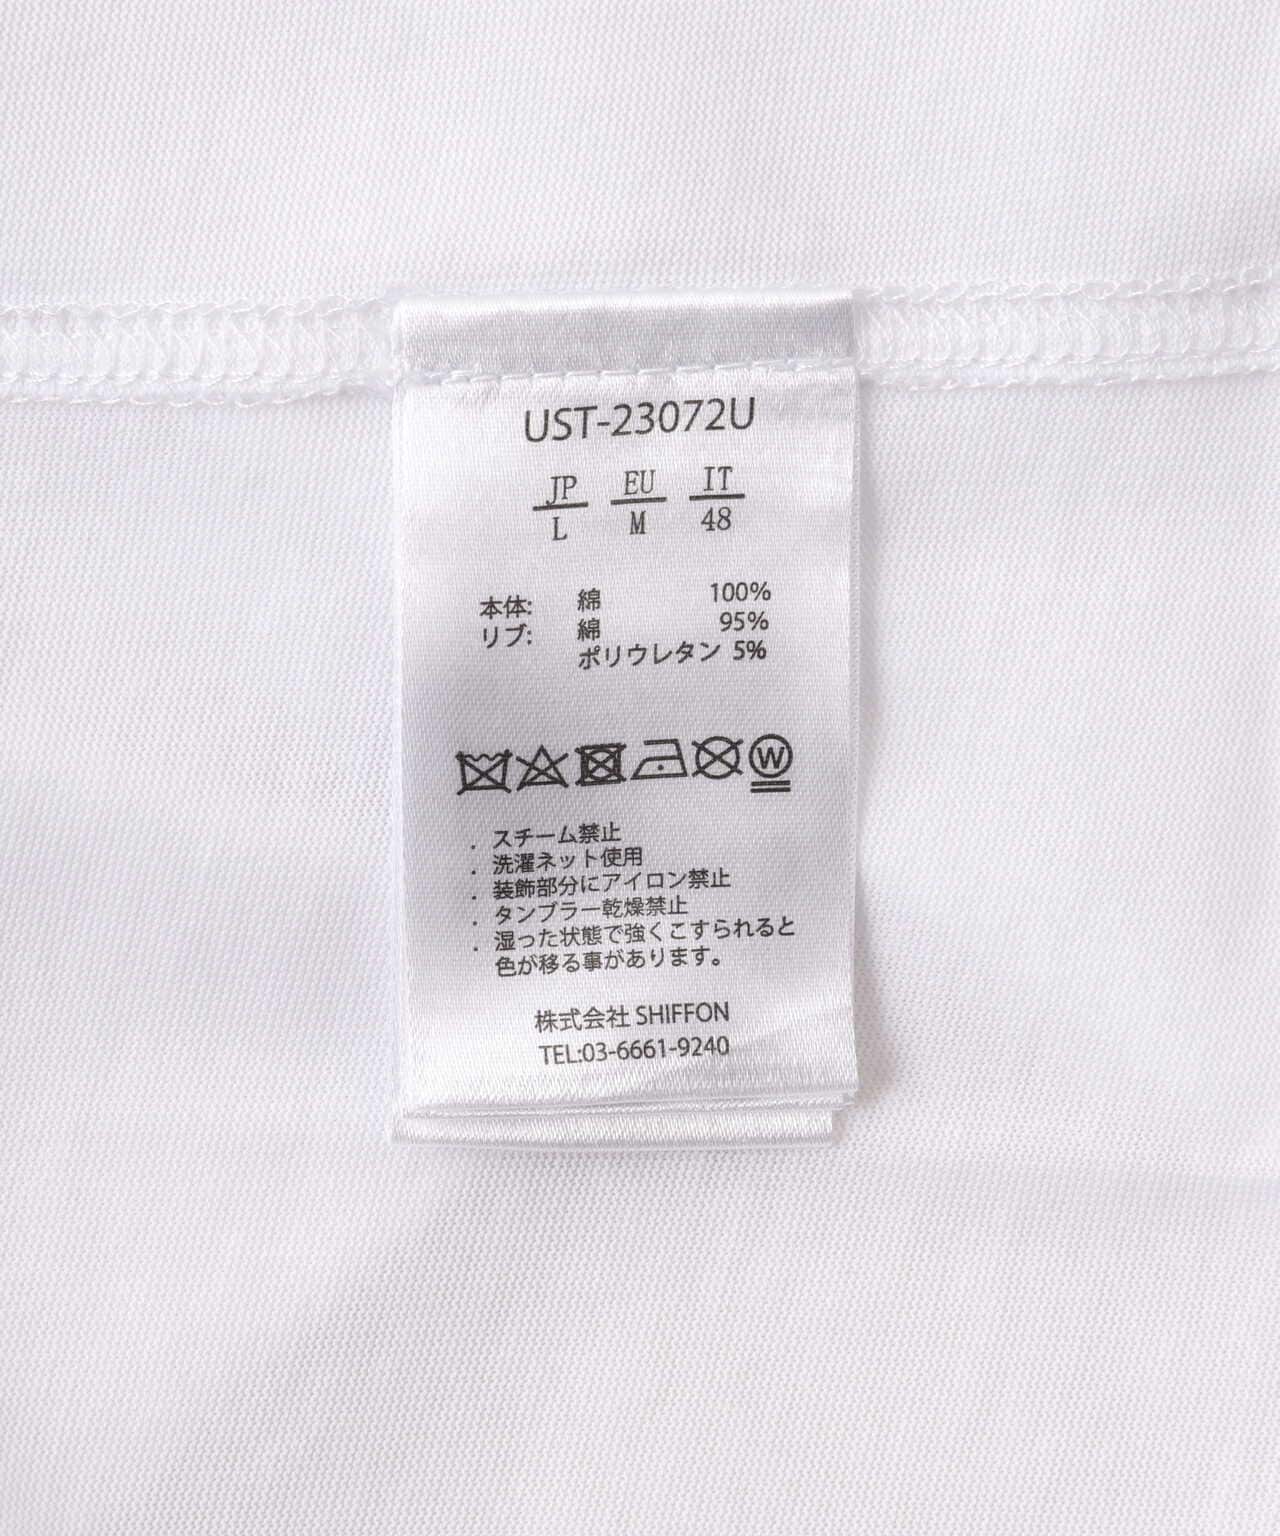 UST-23072U
JP EU IT
L M 48
本体: 綿 100%
リブ: 綿 95%
ポリウレタン 5%
W
. スチーム禁止
. 洗濯ネット使用
. 装飾部分にアイロン禁止
. タンブラー乾燥禁止
. 湿った状態で強くこすられると
色が移る事があります。
株式会社 SHIFFON
TEL:03-6661-9240